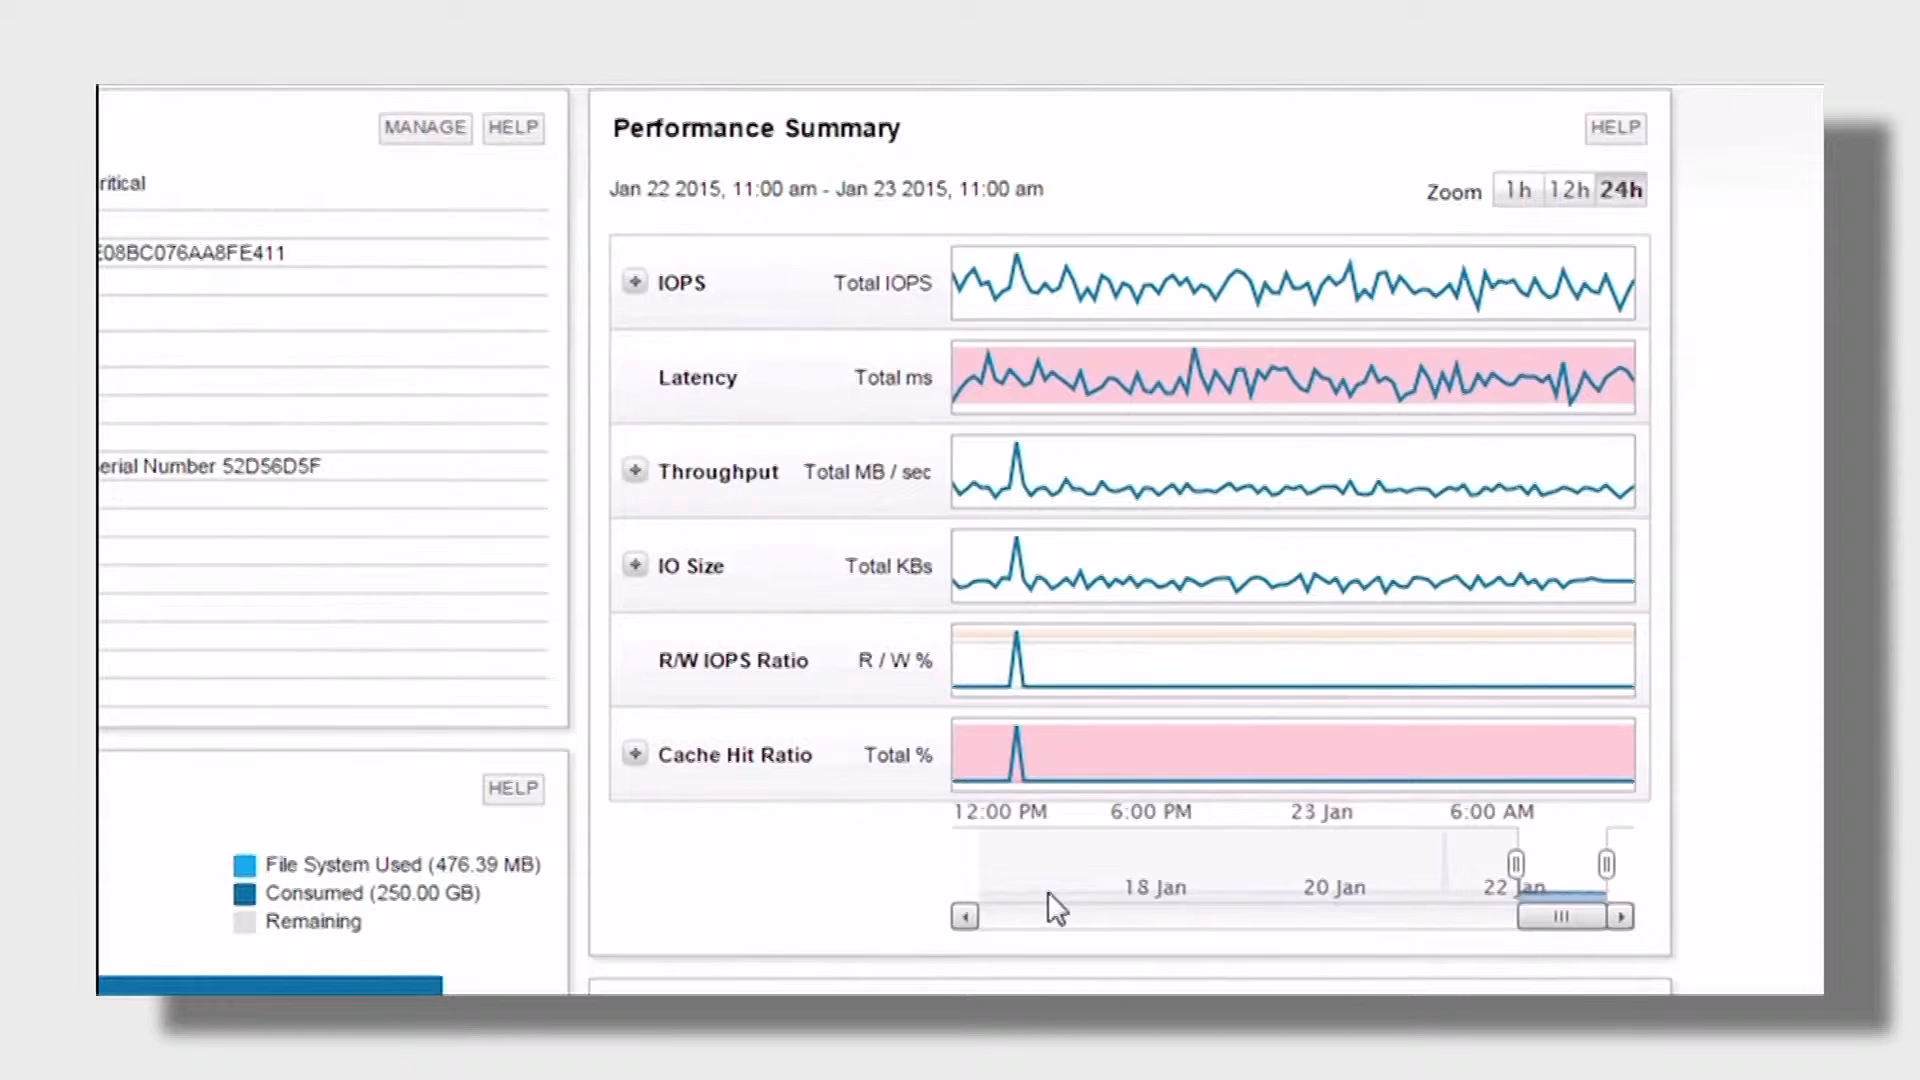 MANAGE HELP
ritical
E08BC076AA8FE411
erial Number 52D56D5F
HELP
File System Used (476.39 MB)
Consumed (250.00 GB)
Remaining
Performance Summary
HELP
Jan 22 2015, 11:00 am - Jan 23 2015, 11:00 am
Zoom 1h 12h 24h
IOPS Total IOPS
Latency Total ms
Throughput Total MB / sec
IO Size Total KBs
R/W IOPS Ratio R / W %
Cache Hit Ratio Total %
12:00 PM 6:00 PM 23 Jan 6:00 AM
18 Jan 20 Jan 22 Jan